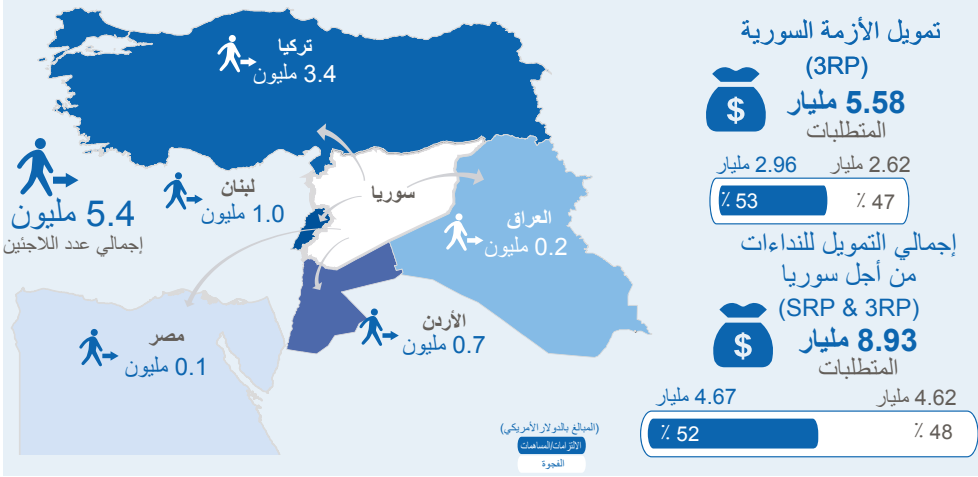 تمويل الأزمة السورية
(3RP)
5.58 مليار
المتطلبات
2.62 مليار
2.96 مليار
47 ٪
53 ٪
إجمالي التمويل للنداءات
من أجل سوريا
(SRP & 3RP)
8.93 مليار
المتطلبات
4.62 مليار
4.67 مليار
48 ٪
52 ٪
تركيا
3.4 مليون
لبنان
1.0 مليون
سوريا
العراق
0.2 مليون
5.4 مليون
إجمالي عدد اللاجئين
الأردن
0.7 مليون
مصر
0.1 مليون
(المبالغ بالدولار الأمريكي)
الالتزامات/المساهمات
الفجوة